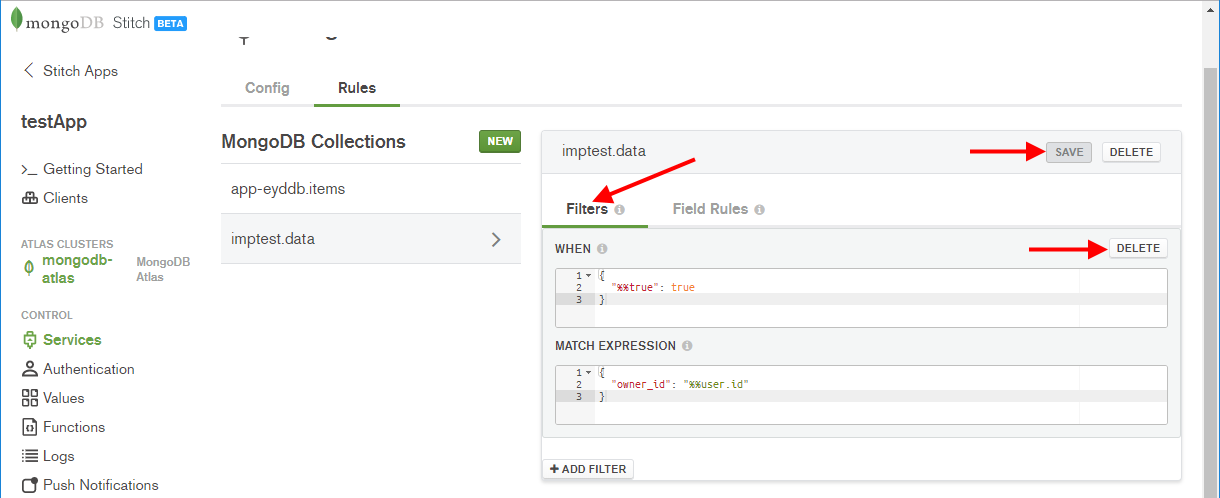 mongoDB Stitch BETA
Stitch Apps
testApp
Getting Started
Clients
ATLAS CLUSTERS
mongodb-
atlas
MongoDB
Atlas
CONTROL
Services
Authentication
Values
Functions
Logs
Push Notifications
Config
Rules
MongoDB Collections
NEW
app-eyddb.items
imptest.data
imptest.data
SAVE
DELETE
Filters
Field Rules
WHEN
DELETE
1 {
2 "%%true": true
3 }
MATCH EXPRESSION
1 {
2 "owner_id": "%%user.id"
3 }
+ ADD FILTER